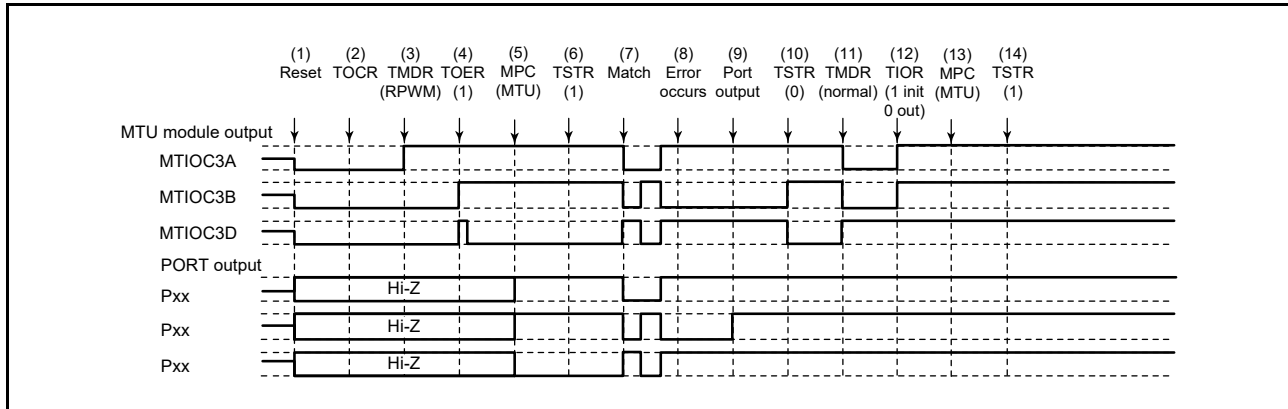 (1) (2) (3) (4) (5) (6) (7) (8) (9) (10) (11) (12) (13) (14)
Reset TOCR TMDR TOER MPC TSTR Match Error Port TSTR TMDR TIOR MPC TSTR
(RPWM) (1) (MTU) (1) occurs output (0) (normal) (1 init (MTU) (1)
0 out)
MTU module output
MTIOC3A
MTIOC3B
MTIOC3D
PORT output
Pxx Hi-Z
Pxx Hi-Z
Pxx Hi-Z